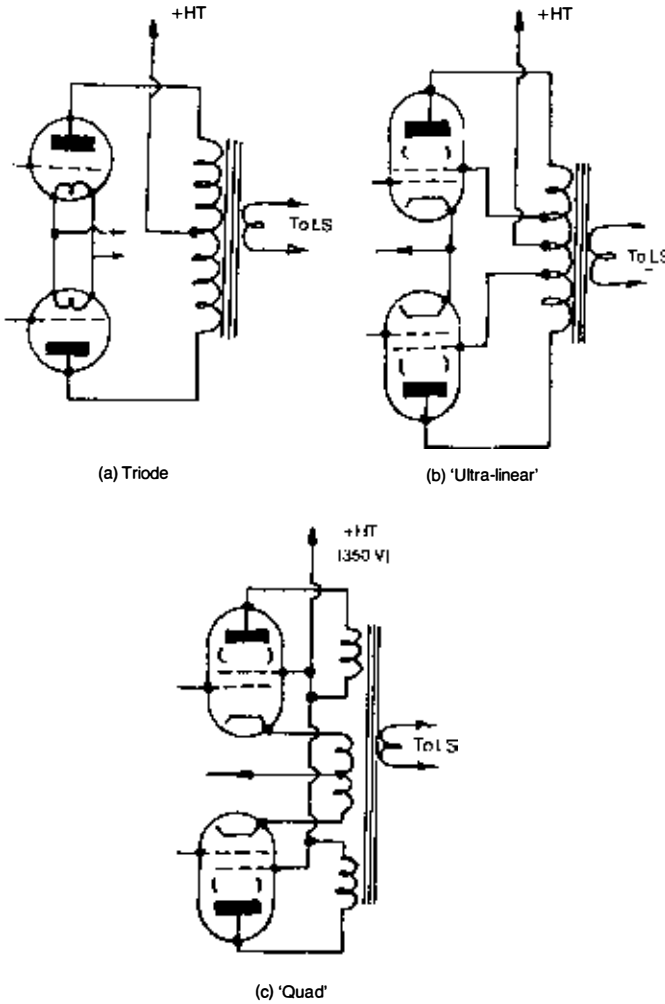 +HT
+HT
To LS
To LS
(a) Triode
(b) 'Ultra-linear'
+HT
(350 V)
To LS
(c) 'Quad'